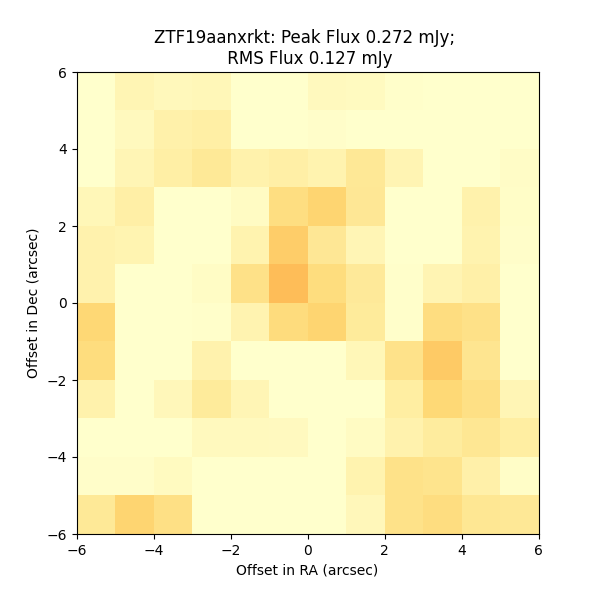 ZTF19aanxrkt: Peak Flux 0.272 mJy;
RMS Flux 0.127 mJy
6
4
2
0
−2
−4
−6
Offset in Dec (arcsec)
−6 −4 −2 0 2 4 6
Offset in RA (arcsec)